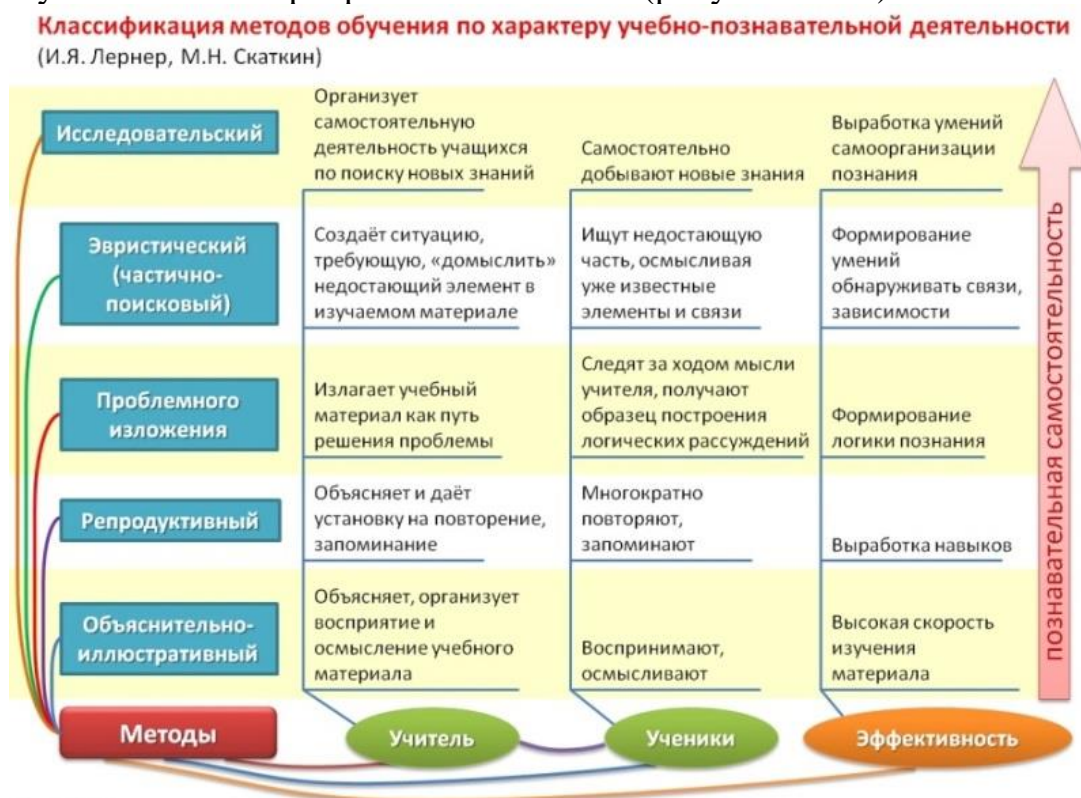 Классификация методов обучения по характеру учебно-познавательной деятельности
(И.Я. Лернер, М.Н. Скаткин)
Исследовательский
Организует
самостоятельную
деятельность учащихся
по поиску новых знаний
Самостоятельно
добывают новые знания
Выработка умений
самоорганизации
познания
Эвристический
(частично-
поисковый)
Создаёт ситуацию,
требующую, «домыслить»
недостающий элемент в
изучаемом материале
Ищут недостающую
часть, осмысливая
уже известные
элементы и связи
Формирование
умений
обнаруживать связи,
зависимости
Проблемного
изложения
Излагает учебный
материал как путь
решения проблемы
Следят за ходом мысли
учителя, получают
образец построения
логических рассуждений
Формирование
логики познания
Репродуктивный
Объясняет и даёт
установку на повторение,
запоминание
Многократно
повторяют,
запоминают
Выработка навыков
Объяснительно-
иллюстративный
Объясняет, организует
восприятие и
осмысление учебного
материала
Воспринимают,
осмысливают
Высокая скорость
изучения
материала
познавательная самостоятельность
Методы
Учитель
Ученики
Эффективность